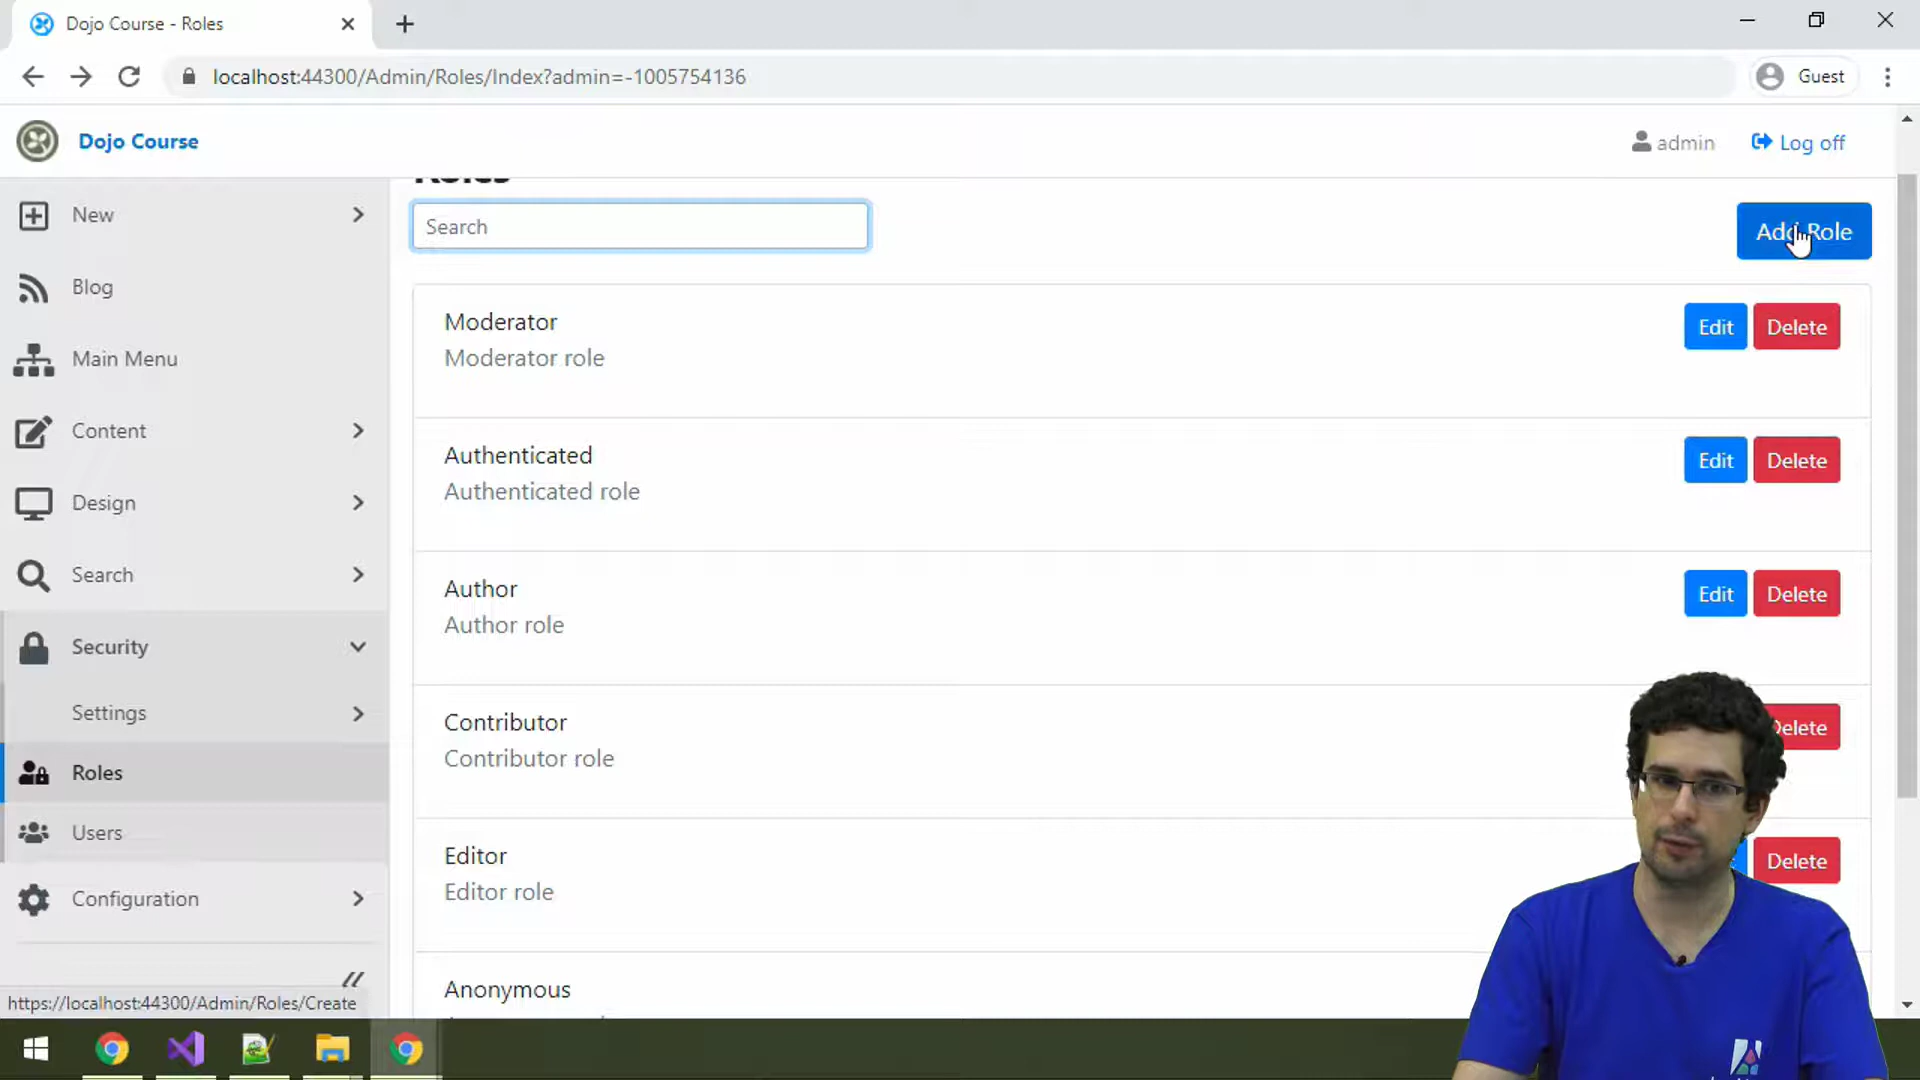 Dojo Course - Roles
localhost:44300/Admin/Roles/Index?admin=-1005754136
Guest
Dojo Course
admin
Log off
New
Blog
Main Menu
Content
Design
Search
Security
Settings
Roles
Users
Configuration
Roles
Search
Add Role
Moderator
Moderator role
Edit
Delete
Authenticated
Authenticated role
Edit
Delete
Author
Author role
Edit
Delete
Contributor
Contributor role
Delete
Editor
Editor role
Delete
Anonymous
https://localhost:44300/Admin/Roles/Create